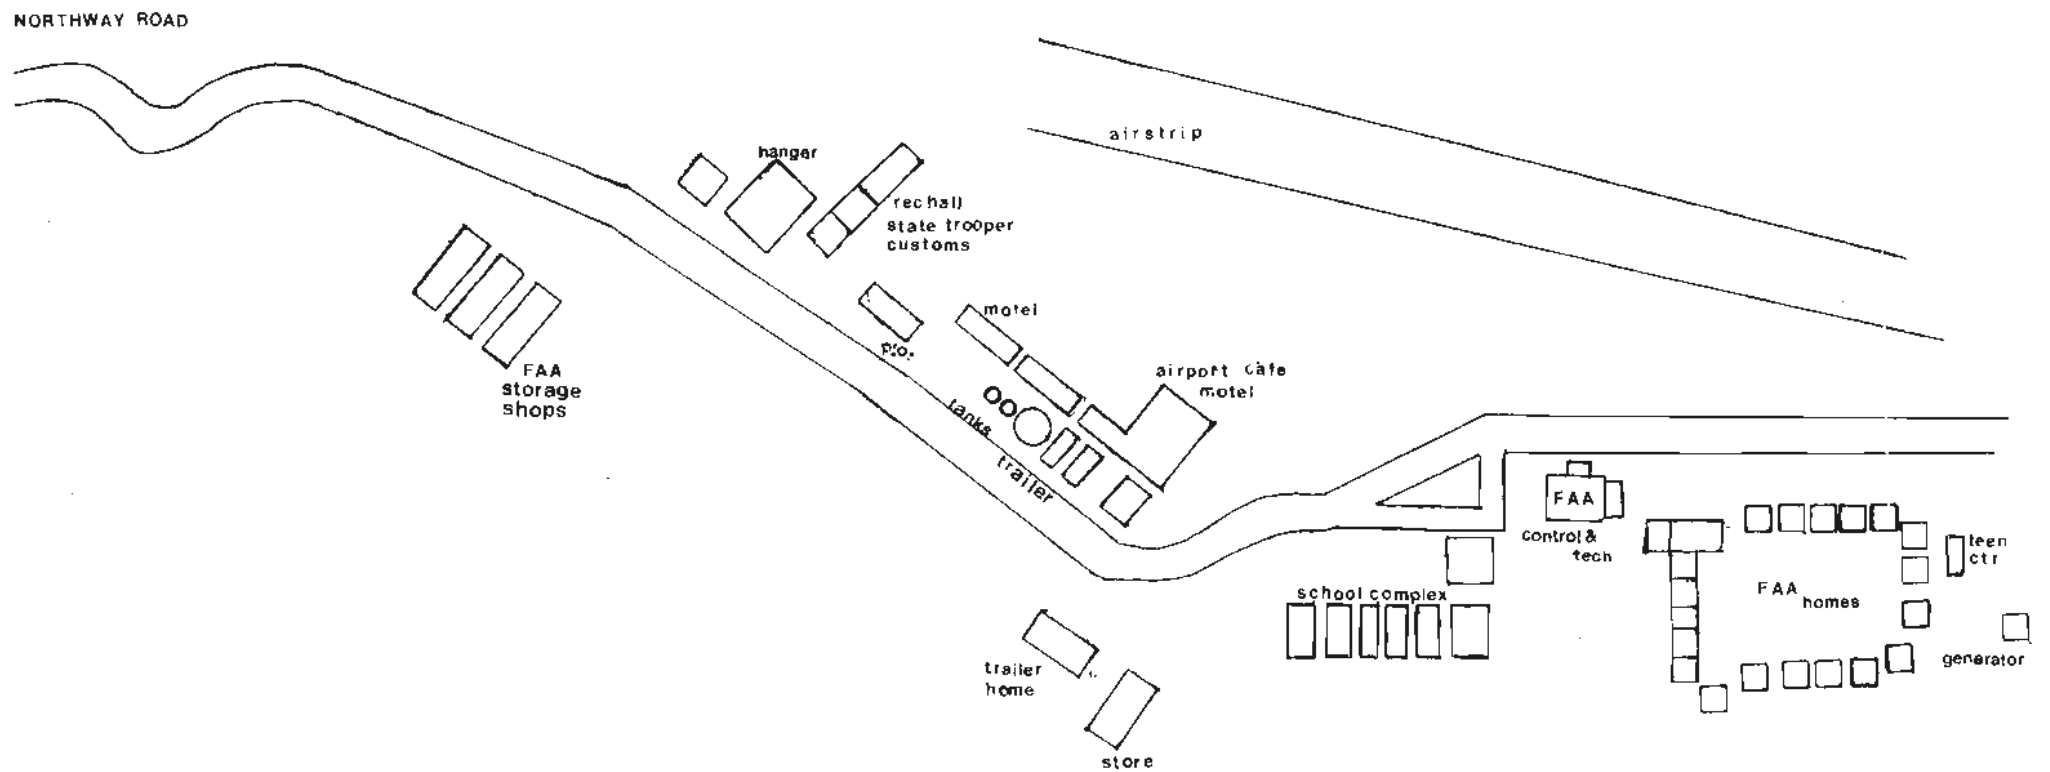 NORTHWAY ROAD
airstrip
hanger
rec hall
state trooper
customs
motel
p.o.
airport cafe
motel
FAA
storage
shops
tanks
trailer
FAA
control &
tech
teen
ctr
school complex
FAA
homes
generator
trailer
home
store